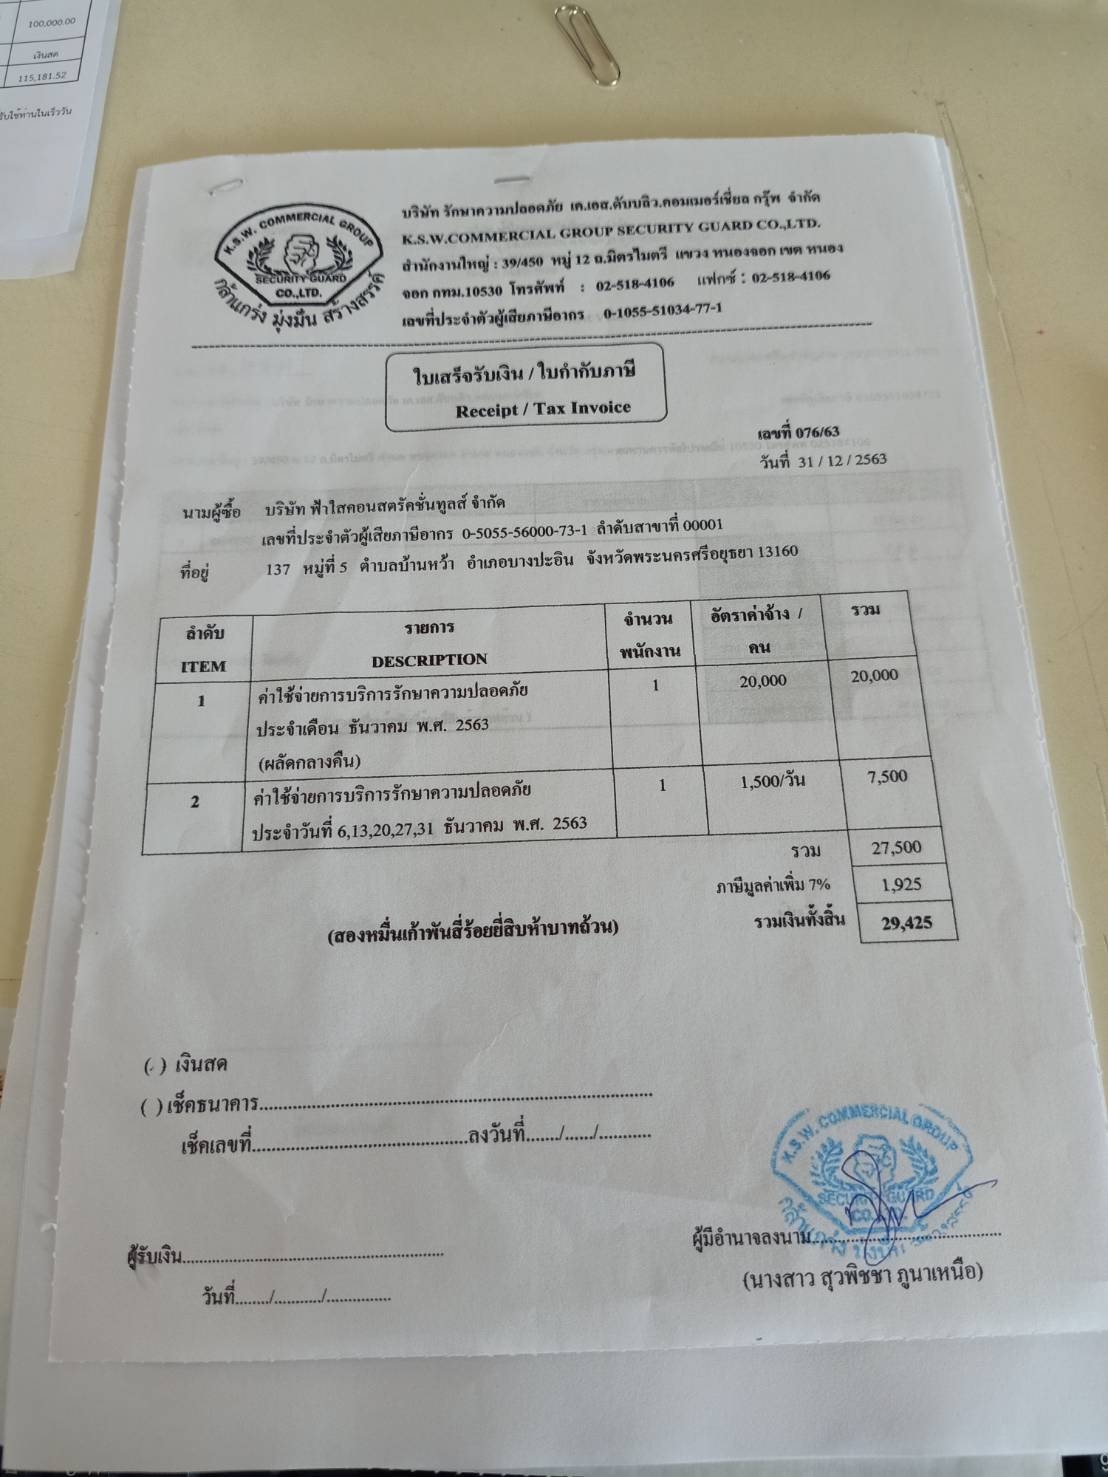 100,000.00
เงินสด
115,181.52
K.S.W. COMMERCIAL GROUP
SECURITY GUARD
CO.,LTD.
กล้าแกร่ง มุ่งมั่น สร้างสรรค์
บริษัท รักษาความปลอดภัย เค.เอส.ดับบลิว.คอมเมอร์เชี่ยล กรุ๊พ จำกัด
K.S.W.COMMERCIAL GROUP SECURITY GUARD CO.,LTD.
สำนักงานใหญ่ : 39/450 หมู่ 12 ถ.มิตรไมตรี แขวง หนองจอก เขต หนอง
จอก กทม.10530 โทรศัพท์ : 02-518-4106 แฟกซ์ : 02-518-4106
เลขที่ประจำตัวผู้เสียภาษีอากร 0-1055-51034-77-1
ใบเสร็จรับเงิน / ใบกำกับภาษี
Receipt / Tax Invoice
เลขที่ 076/63
วันที่ 31 / 12 / 2563
นามผู้ซื้อ บริษัท ฟ้าใสคอนสตรัคชั่นทูลส์ จำกัด
เลขที่ประจำตัวผู้เสียภาษีอากร 0-5055-56000-73-1 ลำดับสาขาที่ 00001
ที่อยู่ 137 หมู่ที่ 5 ตำบลบ้านหว้า อำเภอบางปะอิน จังหวัดพระนครศรีอยุธยา 13160
ลำดับ รายการ จำนวน อัตราค่าจ้าง / รวม
ITEM DESCRIPTION พนักงาน คน
1 ค่าใช้จ่ายการบริการรักษาความปลอดภัย 1 20,000 20,000
ประจำเดือน ธันวาคม พ.ศ. 2563
(ผลัดกลางคืน)
2 ค่าใช้จ่ายการบริการรักษาความปลอดภัย 1 1,500/วัน 7,500
ประจำวันที่ 6,13,20,27,31 ธันวาคม พ.ศ. 2563
รวม 27,500
ภาษีมูลค่าเพิ่ม 7% 1,925
(สองหมื่นเก้าพันสี่ร้อยยี่สิบห้าบาทถ้วน) รวมเงินทั้งสิ้น 29,425
( ) เงินสด
( ) เช็คธนาคาร
เช็คเลขที่ ลงวันที่ / /
K.S.W. COMMERCIAL GROUP
SECURITY GUARD
CO.
ผู้รับเงิน ผู้มีอำนาจลงนาม
วันที่ / / (นางสาว สุวพิชชา ภูนาเหนือ)